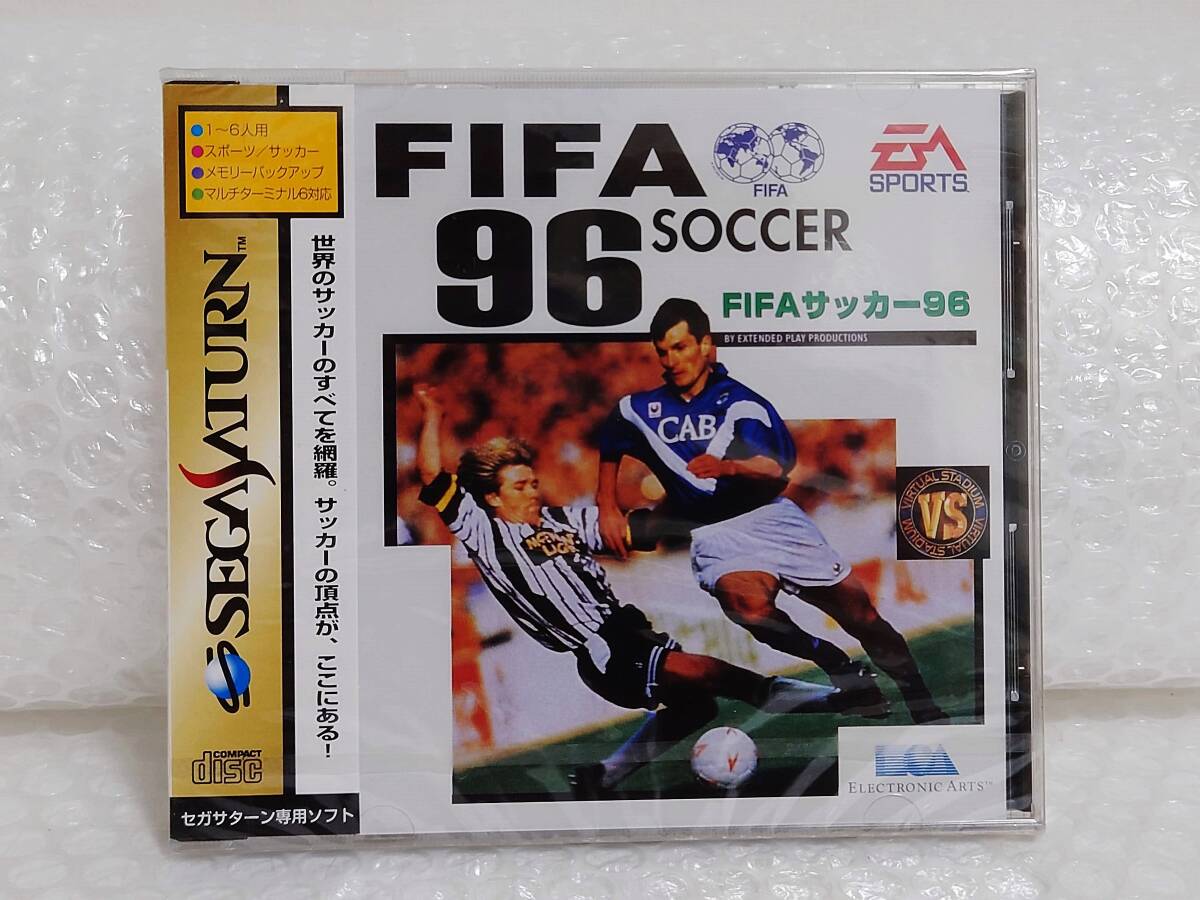 ●1〜6人用
●スポーツ／サッカー
●メモリーバックアップ
●マルチターミナル6対応
SEGA SATURN™
世界のサッカーのすべてを網羅。サッカーの頂点が、ここにある！
COMPACT
disc
セガサターン専用ソフト
FIFA
FIFA
EA
SPORTS
96 SOCCER
FIFAサッカー96
BY EXTENDED PLAY PRODUCTIONS
CAB
VIRTUAL STADIUM
VS
VIRTUAL STADIUM
ELECTRONIC ARTS™